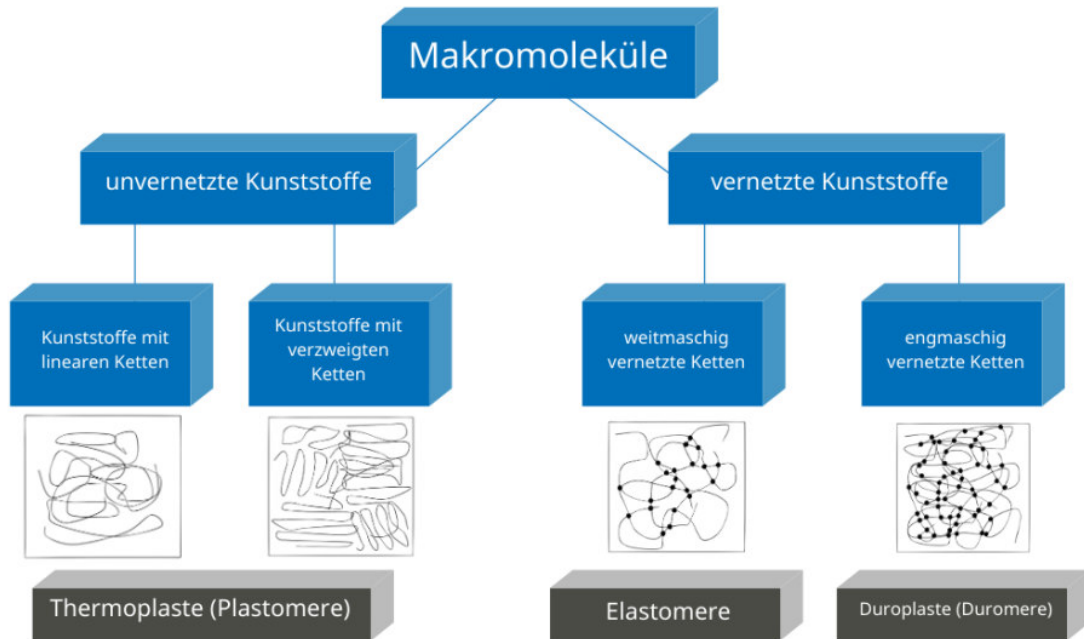 Makromoleküle
unvernetzte Kunststoffe
vernetzte Kunststoffe
Kunststoffe mit
linearen Ketten
Kunststoffe mit
verzweigten
Ketten
weitmaschig
vernetzte Ketten
engmaschig
vernetzte Ketten
Thermoplaste (Plastomere)
Elastomere
Duroplaste (Duromere)